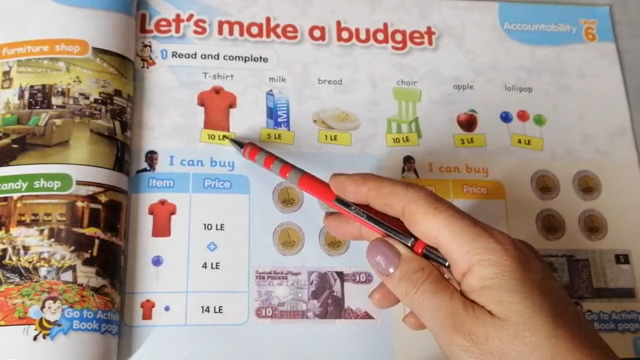 furniture shop
candy shop
Go to Activity
Book page
Let's make a budget
Accountability
6
1 Read and complete
T-shirt milk bread chair apple lollipop
Milk
10 LE 5 LE 1 LE 10 LE 3 LE 4 LE
I can buy
Item Price
10 LE
+
4 LE
14 LE
10
TEN POUNDS
10
I can buy
Price
5
Go to Activity
Book page